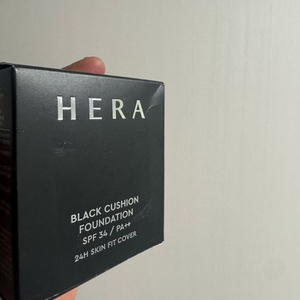 HERA
BLACK CUSHION
FOUNDATION
SPF 34 / PA++
24H SKIN FIT COVER